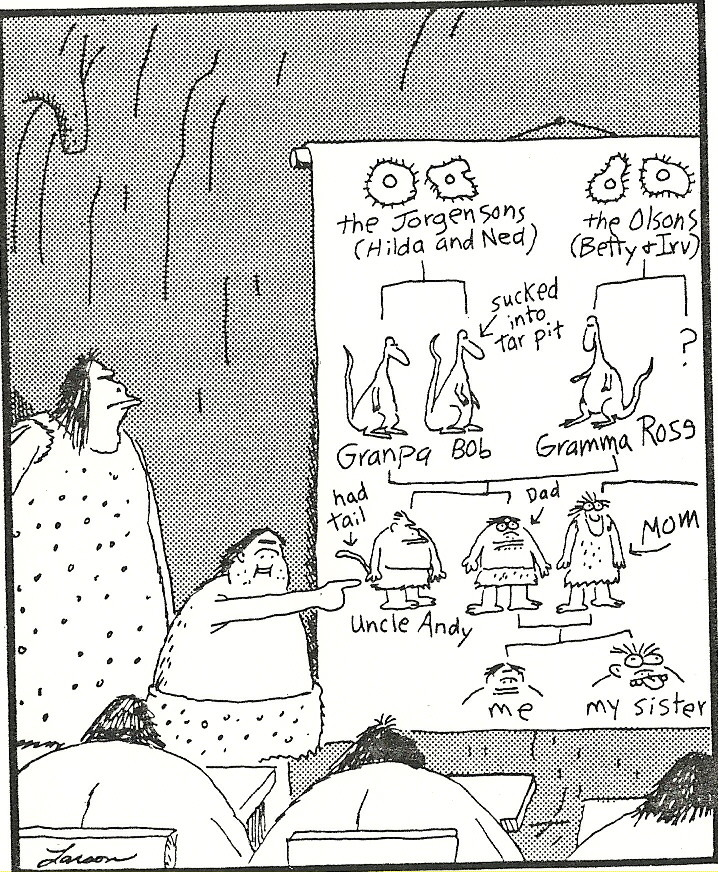 the Jorgensons
(Hilda and Ned)
the Olsons
(Betty & Irv)
sucked
into
tar pit
?
Granpa
Bob
Gramma Rose
had
tail
Dad
Mom
Uncle Andy
me
my sister
Larson